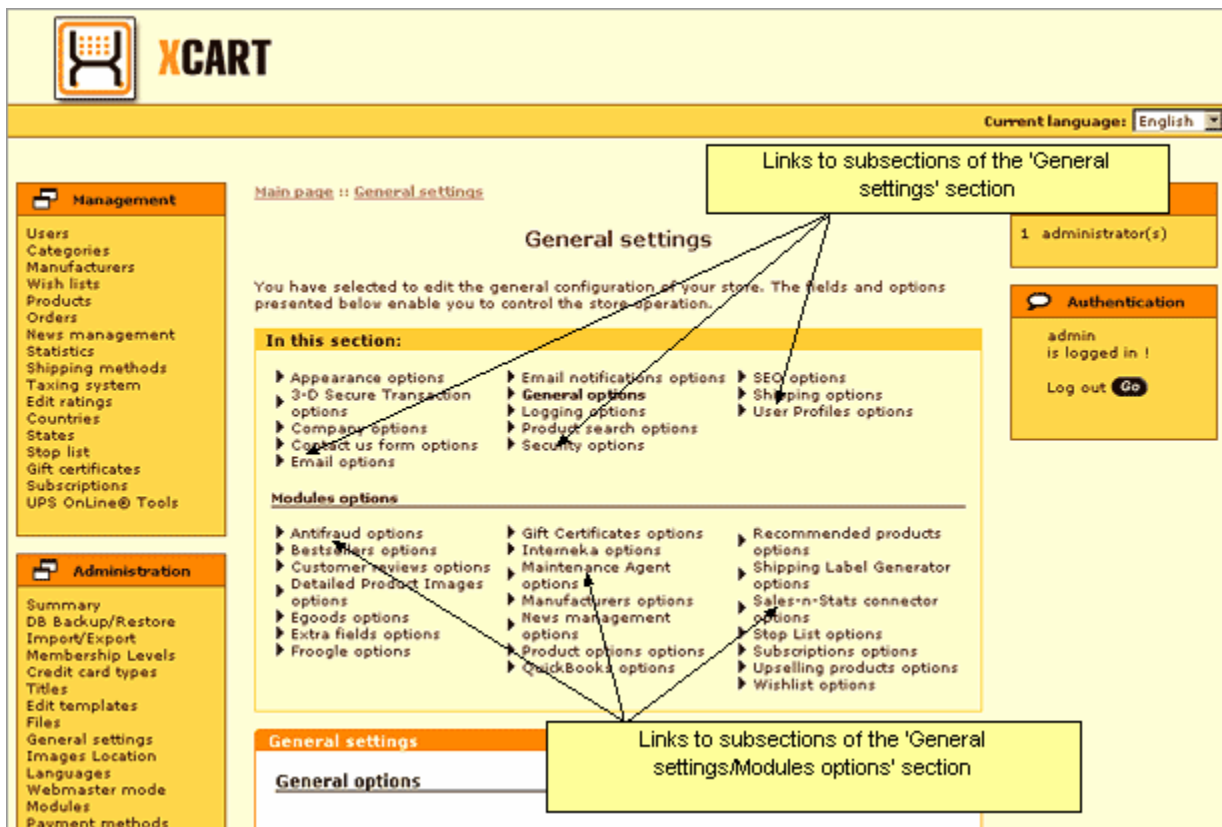 XCART
Current language: English
Links to subsections of the 'General
settings' section
Management
Users
Categories
Manufacturers
Wish lists
Products
Orders
News management
Statistics
Shipping methods
Taxing system
Edit ratings
Countries
States
Stop list
Gift certificates
Subscriptions
UPS OnLine® Tools
Administration
Summary
DB Backup/Restore
Import/Export
Membership Levels
Credit card types
Titles
Edit templates
Files
General settings
Images Location
Languages
Webmaster mode
Modules
Payment methods
Main page :: General settings
General settings
You have selected to edit the general configuration of your store. The fields and options
presented below enable you to control the store operation.
In this section:
Appearance options
3-D Secure Transaction
options
Company options
Contact us form options
Email options
Email notifications options
General options
Logging options
Product search options
Security options
SEO options
Shipping options
User Profiles options
Modules options
Antifraud options
Bestsellers options
Customer reviews options
Detailed Product Images
options
Egoods options
Extra fields options
Froogle options
Gift Certificates options
Interneka options
Maintenance Agent
options
Manufacturers options
News management
options
Product options options
QuickBooks options
Recommended products
options
Shipping Label Generator
options
Sales-n-Stats connector
options
Stop List options
Subscriptions options
Upselling products options
Wishlist options
General settings
General options
Links to subsections of the 'General
settings/Modules options' section
1 administrator(s)
Authentication
admin
is logged in !
Log out Go